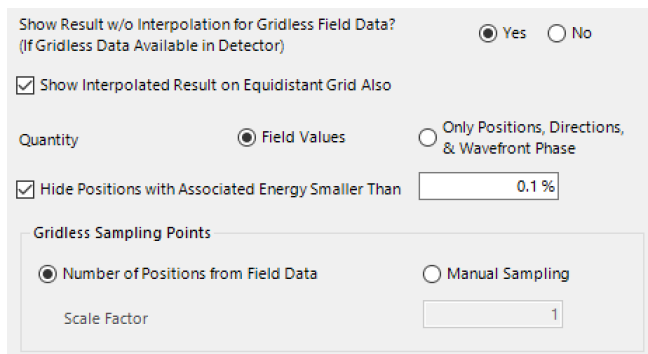 Show Result w/o Interpolation for Gridless Field Data?
(If Gridless Data Available in Detector)
Yes
No
Show Interpolated Result on Equidistant Grid Also
Quantity
Field Values
Only Positions, Directions,
& Wavefront Phase
Hide Positions with Associated Energy Smaller Than
0.1 %
Gridless Sampling Points
Number of Positions from Field Data
Manual Sampling
Scale Factor
1